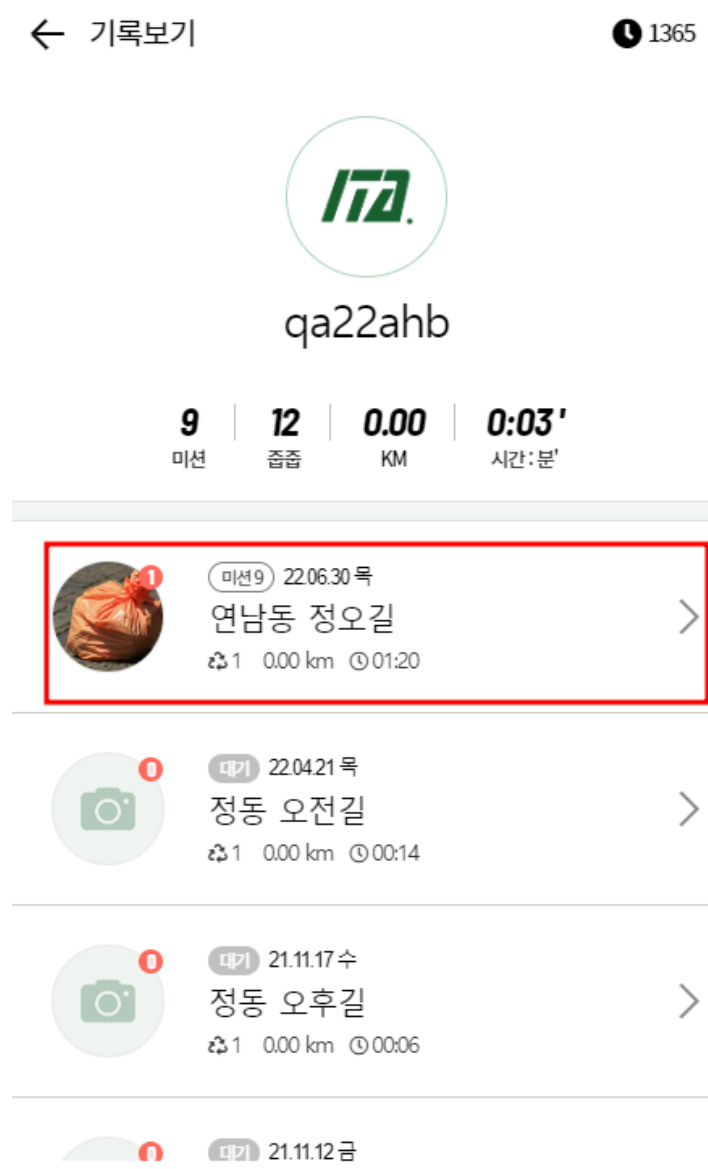 기록보기 1365
ITA.
qa22ahb
9 12 0.00 0:03'
미션 줍줍 KM 시간:분'
1 미션9 22.06.30 목
연남동 정오길
1 0.00 km 01:20
0 대기 22.04.21 목
정동 오전길
1 0.00 km 00:14
0 대기 21.11.17 수
정동 오후길
1 0.00 km 00:06
0 대기 21.11.12 금